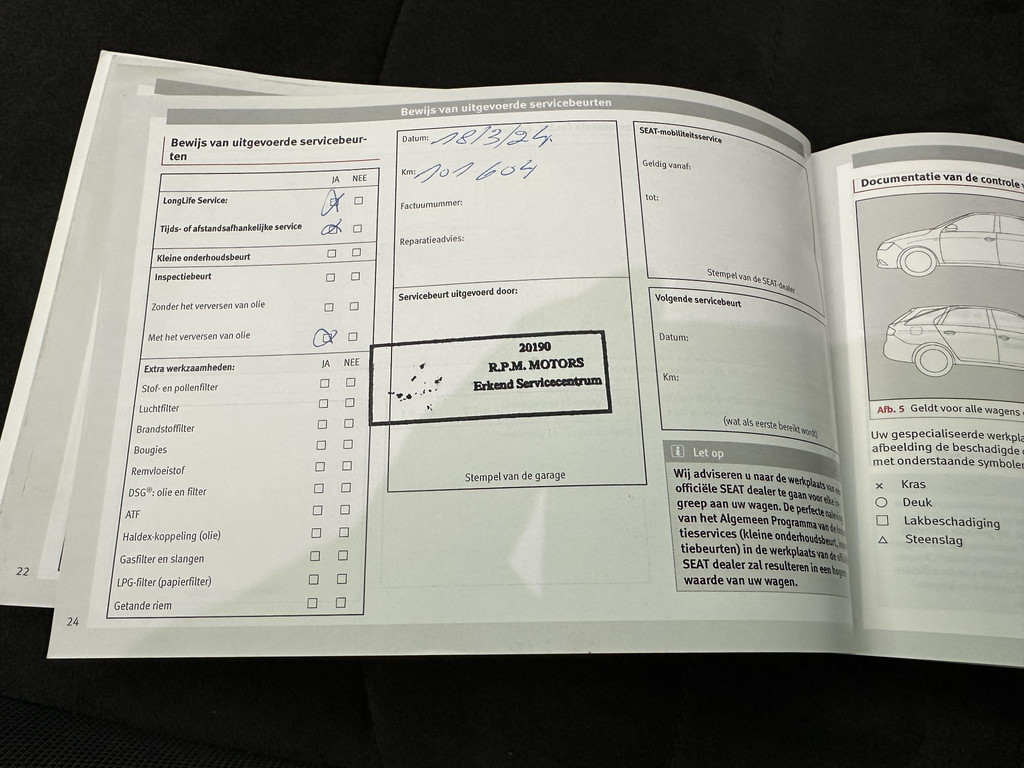 Bewijs van uitgevoerde servicebeurten
Bewijs van uitgevoerde servicebeur-
ten
JA NEE
LongLife Service:
Tijds- of afstandsafhankelijke service
Kleine onderhoudsbeurt
Inspectiebeurt
Zonder het verversen van olie
Met het verversen van olie
Extra werkzaamheden: JA NEE
Stof- en pollenfilter
Luchtfilter
Brandstoffilter
Bougies
Remvloeistof
DSG®: olie en filter
ATF
Haldex-koppeling (olie)
Gasfilter en slangen
LPG-filter (papierfilter)
Getande riem
22
24
Datum: 18/3/24
Km: 101 604
Factuurnummer:
Reparatieadvies:
Servicebeurt uitgevoerd door:
20190
R.P.M. MOTORS
Erkend Servicecentrum
Stempel van de garage
SEAT-mobiliteitsservice
Geldig vanaf:
tot:
Stempel van de SEAT-dealer
Volgende servicebeurt
Datum:
Km:
(wat als eerste bereikt wordt)
i Let op
Wij adviseren u naar de werkplaats van
officiële SEAT dealer te gaan voor elke
greep aan uw wagen. De perfecte
van het Algemeen Programma van de
tieservices (kleine onderhoudsbeurt,
tiebeurten) in de werkplaats van de
SEAT dealer zal resulteren in een
waarde van uw wagen.
Documentatie van de controle
Afb. 5 Geldt voor alle wagens
Uw gespecialiseerde
afbeelding de beschadigde
met onderstaande
Kras
Deuk
Lakbeschadiging
Steenslag